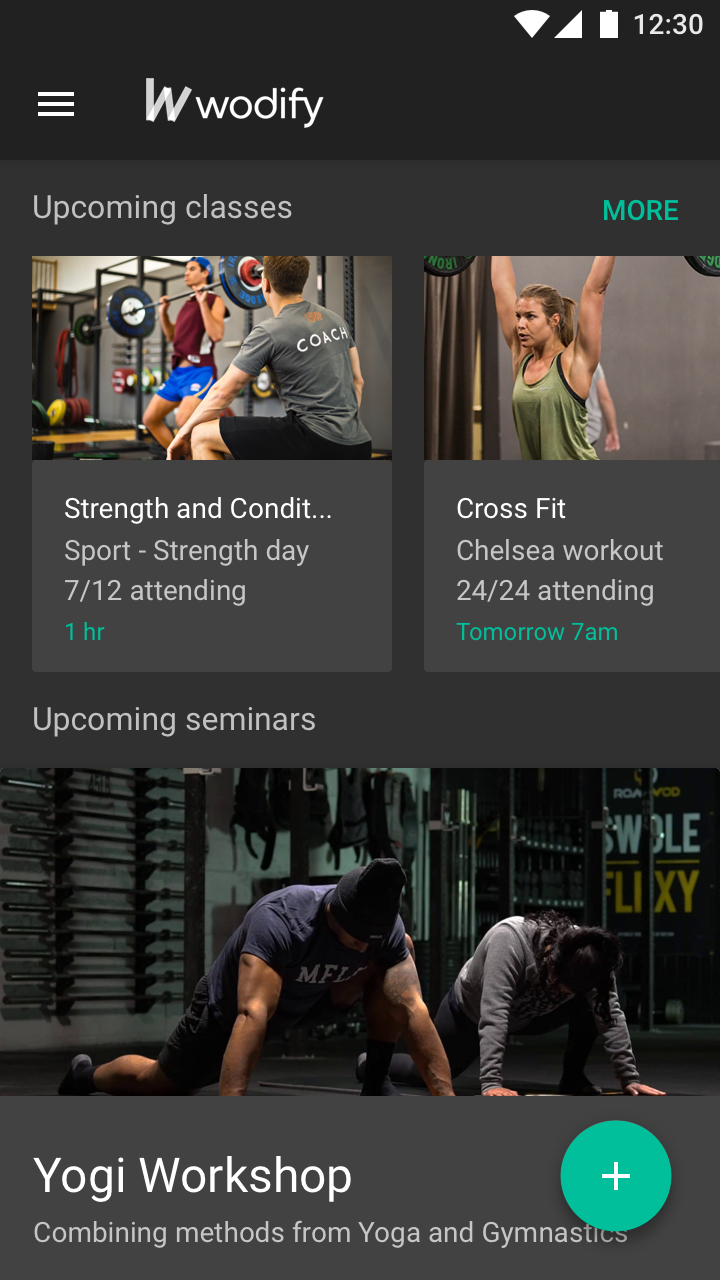 12:30
W wodify
Upcoming classes
MORE
COACH
IRON
Strength and Condit...
Sport - Strength day
7/12 attending
1 hr
Cross Fit
Chelsea workout
24/24 attending
Tomorrow 7am
Upcoming seminars
SWOLE
FLEXY
Yogi Workshop
Combining methods from Yoga and Gymnastics